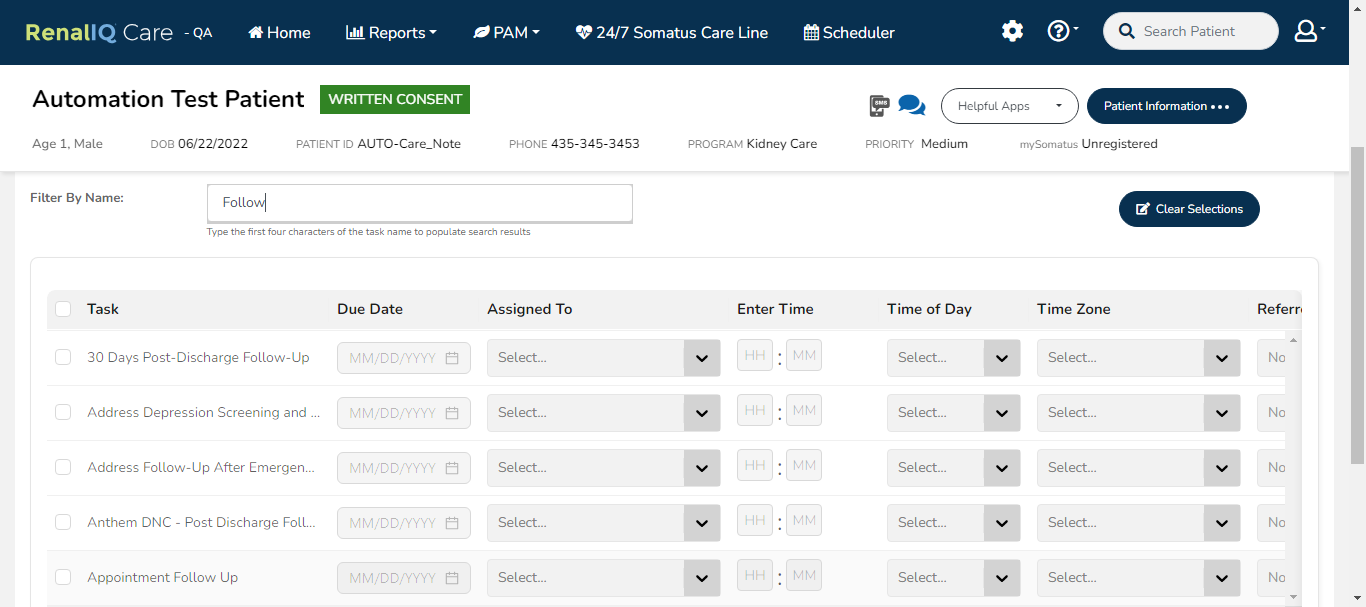 RenalIQ Care - QA Home Reports PAM 24/7 Somatus Care Line Scheduler Search Patient
Automation Test Patient WRITTEN CONSENT SMS Helpful Apps Patient Information •••
Age 1, Male DOB 06/22/2022 PATIENT ID AUTO-Care_Note PHONE 435-345-3453 PROGRAM Kidney Care PRIORITY Medium mySomatus Unregistered
Filter By Name: Follow Clear Selections
Type the first four characters of the task name to populate search results
Task Due Date Assigned To Enter Time Time of Day Time Zone Referr
30 Days Post-Discharge Follow-Up MM/DD/YYYY Select... HH : MM Select... Select... No
Address Depression Screening and ... MM/DD/YYYY Select... HH : MM Select... Select... No
Address Follow-Up After Emergen... MM/DD/YYYY Select... HH : MM Select... Select... No
Anthem DNC - Post Discharge Foll... MM/DD/YYYY Select... HH : MM Select... Select... No
Appointment Follow Up MM/DD/YYYY Select... HH : MM Select... Select... No